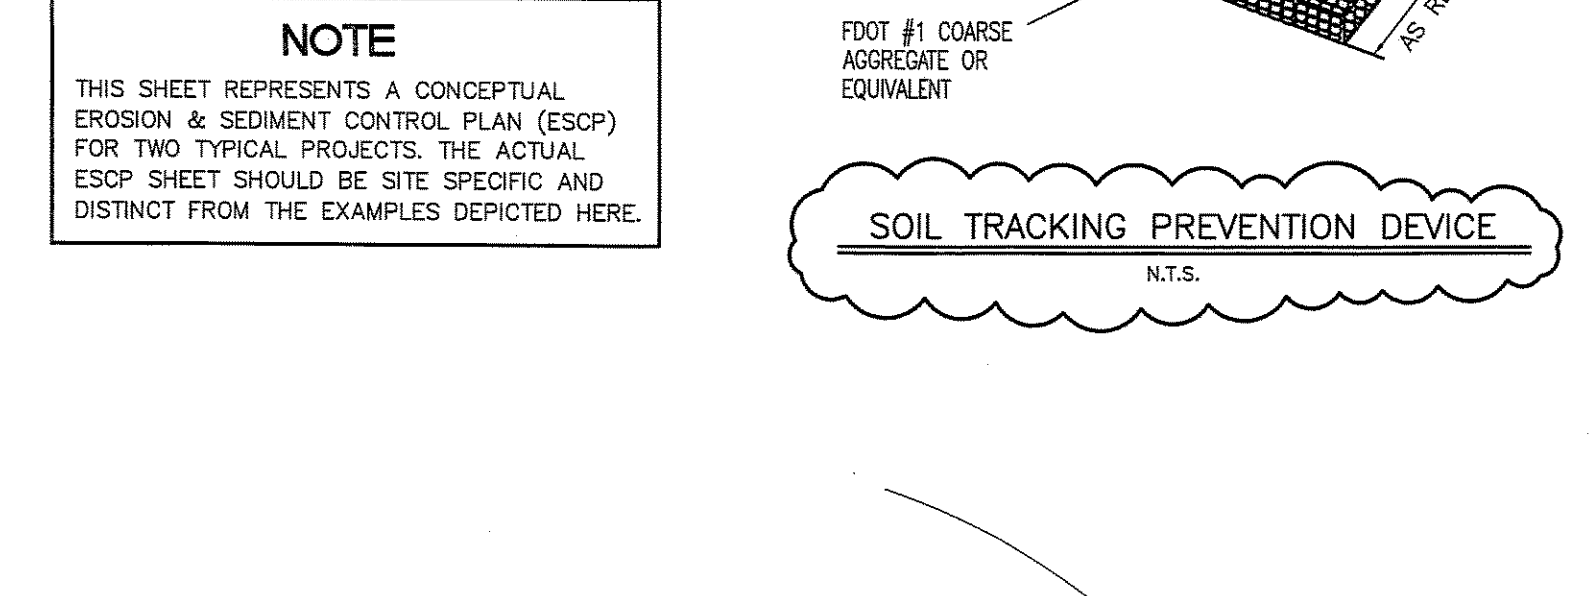 NOTE
THIS SHEET REPRESENTS A CONCEPTUAL
EROSION & SEDIMENT CONTROL PLAN (ESCP)
FOR TWO TYPICAL PROJECTS. THE ACTUAL
ESCP SHEET SHOULD BE SITE SPECIFIC AND
DISTINCT FROM THE EXAMPLES DEPICTED HERE.
FDOT #1 COARSE
AGGREGATE OR
EQUIVALENT
AS
SOIL TRACKING PREVENTION DEVICE
N.T.S.